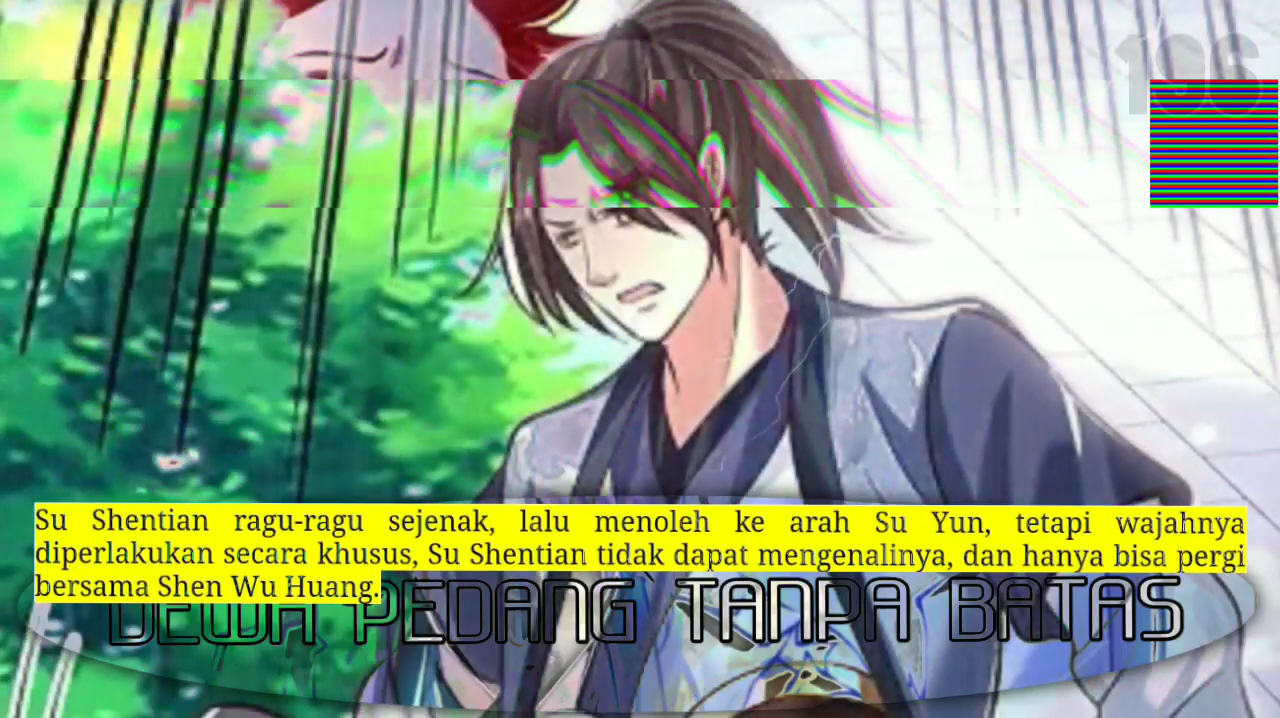 196
Su Shentian ragu-ragu sejenak, lalu menoleh ke arah Su Yun, tetapi wajahnya
diperlakukan secara khusus, Su Shentian tidak dapat mengenalinya, dan hanya bisa pergi
bersama Shen Wu Huang.
DEWA PEDANG TANPA BATAS